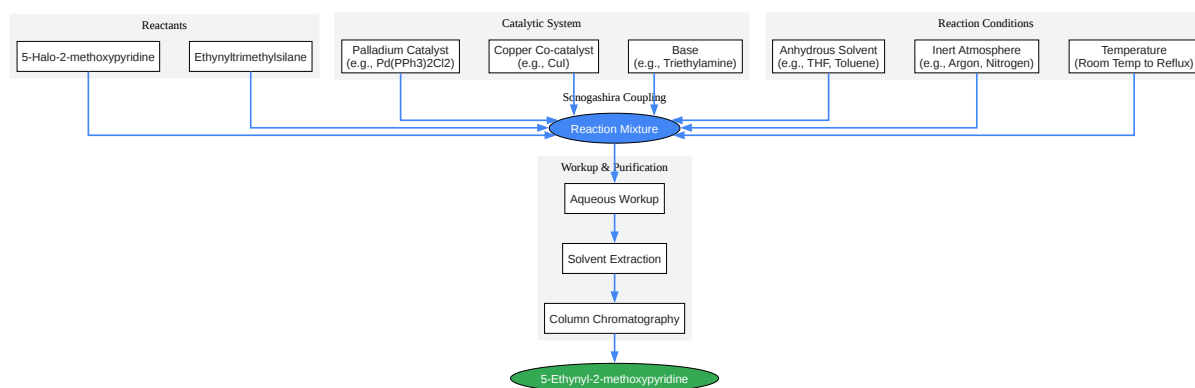 Reactants
Catalytic System
Reaction Conditions
5-Halo-2-methoxypyridine
Ethynyltrimethylsilane
Palladium Catalyst
(e.g., Pd(PPh3)2Cl2)
Copper Co-catalyst
(e.g., CuI)
Base
(e.g., Triethylamine)
Anhydrous Solvent
(e.g., THF, Toluene)
Inert Atmosphere
(e.g., Argon, Nitrogen)
Temperature
(Room Temp to Reflux)
Sonogashira Coupling
Reaction Mixture
Workup & Purification
Aqueous Workup
Solvent Extraction
Column Chromatography
5-Ethynyl-2-methoxypyridine